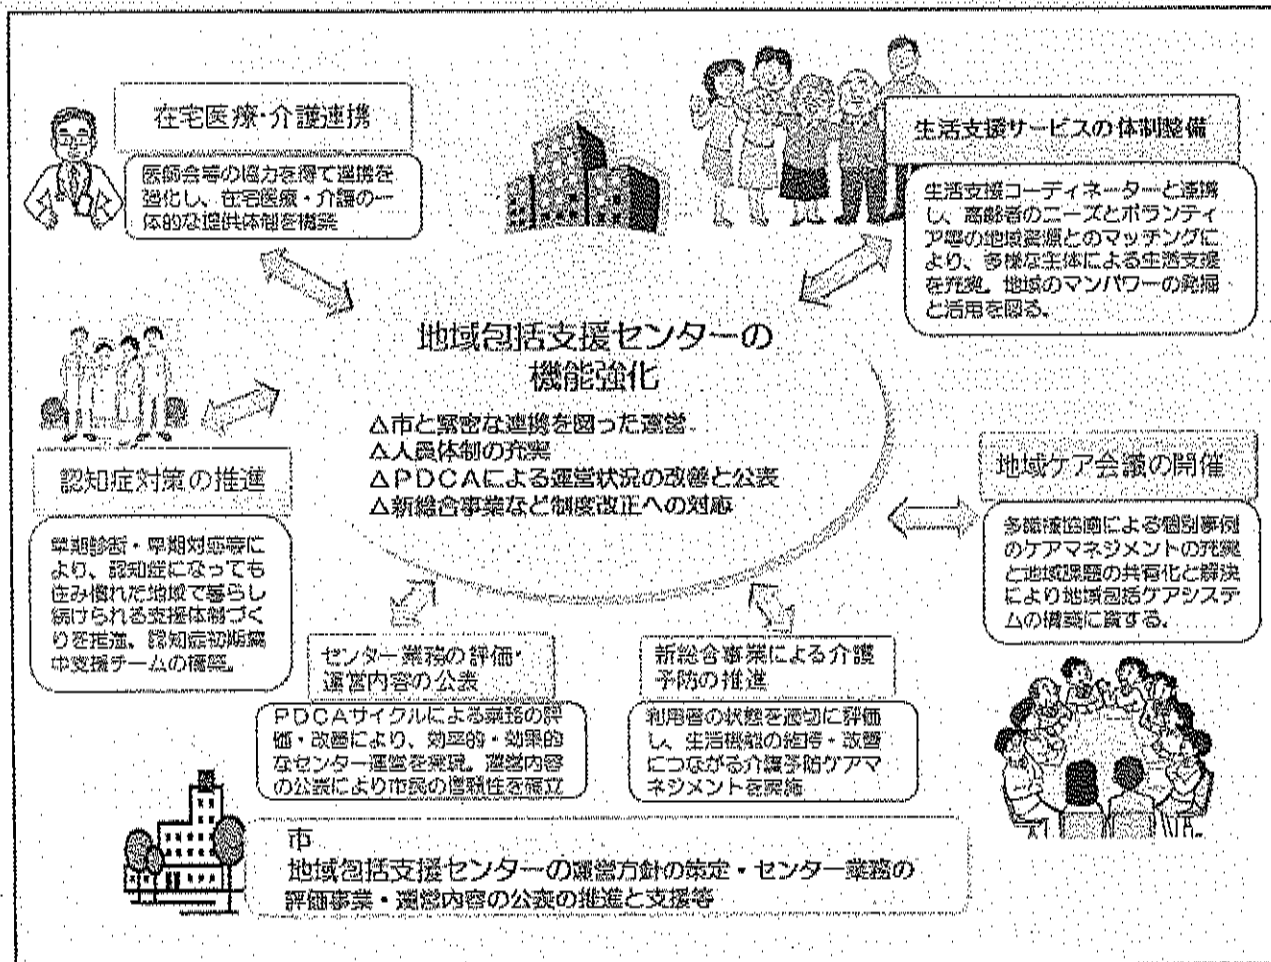 在宅医療・介護連携
医師会等の協力を得て連携を
強化し、在宅医療・介護の一
体的な提供体制を構築
生活支援サービスの体制整備
生活支援コーディネーターと連携
し、高齢者のニーズとボランティ
ア等の地域資源とのマッチングに
より、多様な主体による生活支援
を充実。地域のマンパワーの発掘
と活用を図る。
地域包括支援センターの
機能強化
△市と緊密な連携を図った運営
△人員体制の充実
△PDCAによる運営状況の改善と公表
△新総合事業など制度改正への対応
認知症対策の推進
早期診断・早期対応等に
より、認知症になっても
住み慣れた地域で暮らし
続けられる支援体制づく
りを推進。認知症初期集
中支援チームの構築。
地域ケア会議の開催
多職種協働による個別事例
のケアマネジメントの充実
と地域課題の共有化と解決
により地域包括ケアシステ
ムの構築に資する。
センター業務の評価・
運営内容の公表
PDCAサイクルによる業務の評
価・改善により、効率的・効果的
なセンター運営を実現。運営内容
の公表により市民の信頼性を確立
新総合事業による介護
予防の推進
利用者の状態を適切に評価
し、生活機能の維持・改善
につながる介護予防ケアマ
ネジメントを実施
市
地域包括支援センターの運営方針の策定・センター業務の
評価事業・運営内容の公表の推進と支援等